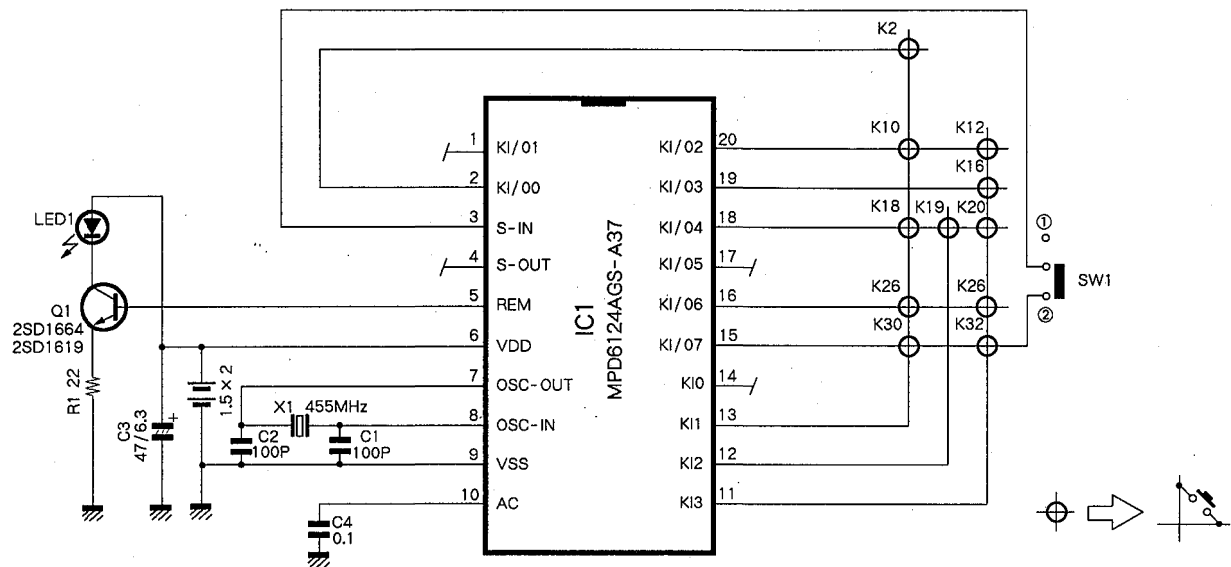 K2
K10
K12
K16
K18
K19
K20
K26
K26
K30
K32
①
②
SW1
1
KI/01
2
KI/00
3
S-IN
4
S-OUT
5
REM
6
VDD
7
OSC-OUT
8
OSC-IN
9
VSS
10
AC
IC1
MPD6124AGS-A37
20
KI/02
19
KI/03
18
KI/04
17
KI/05
16
KI/06
15
KI/07
14
KI0
13
KI1
12
KI2
11
KI3
LED1
Q1
2SD1664
2SD1619
R1 22
C3
47/6.3
+
1.5 X 2
X1 455MHz
C2
100P
C1
100P
C4
0.1